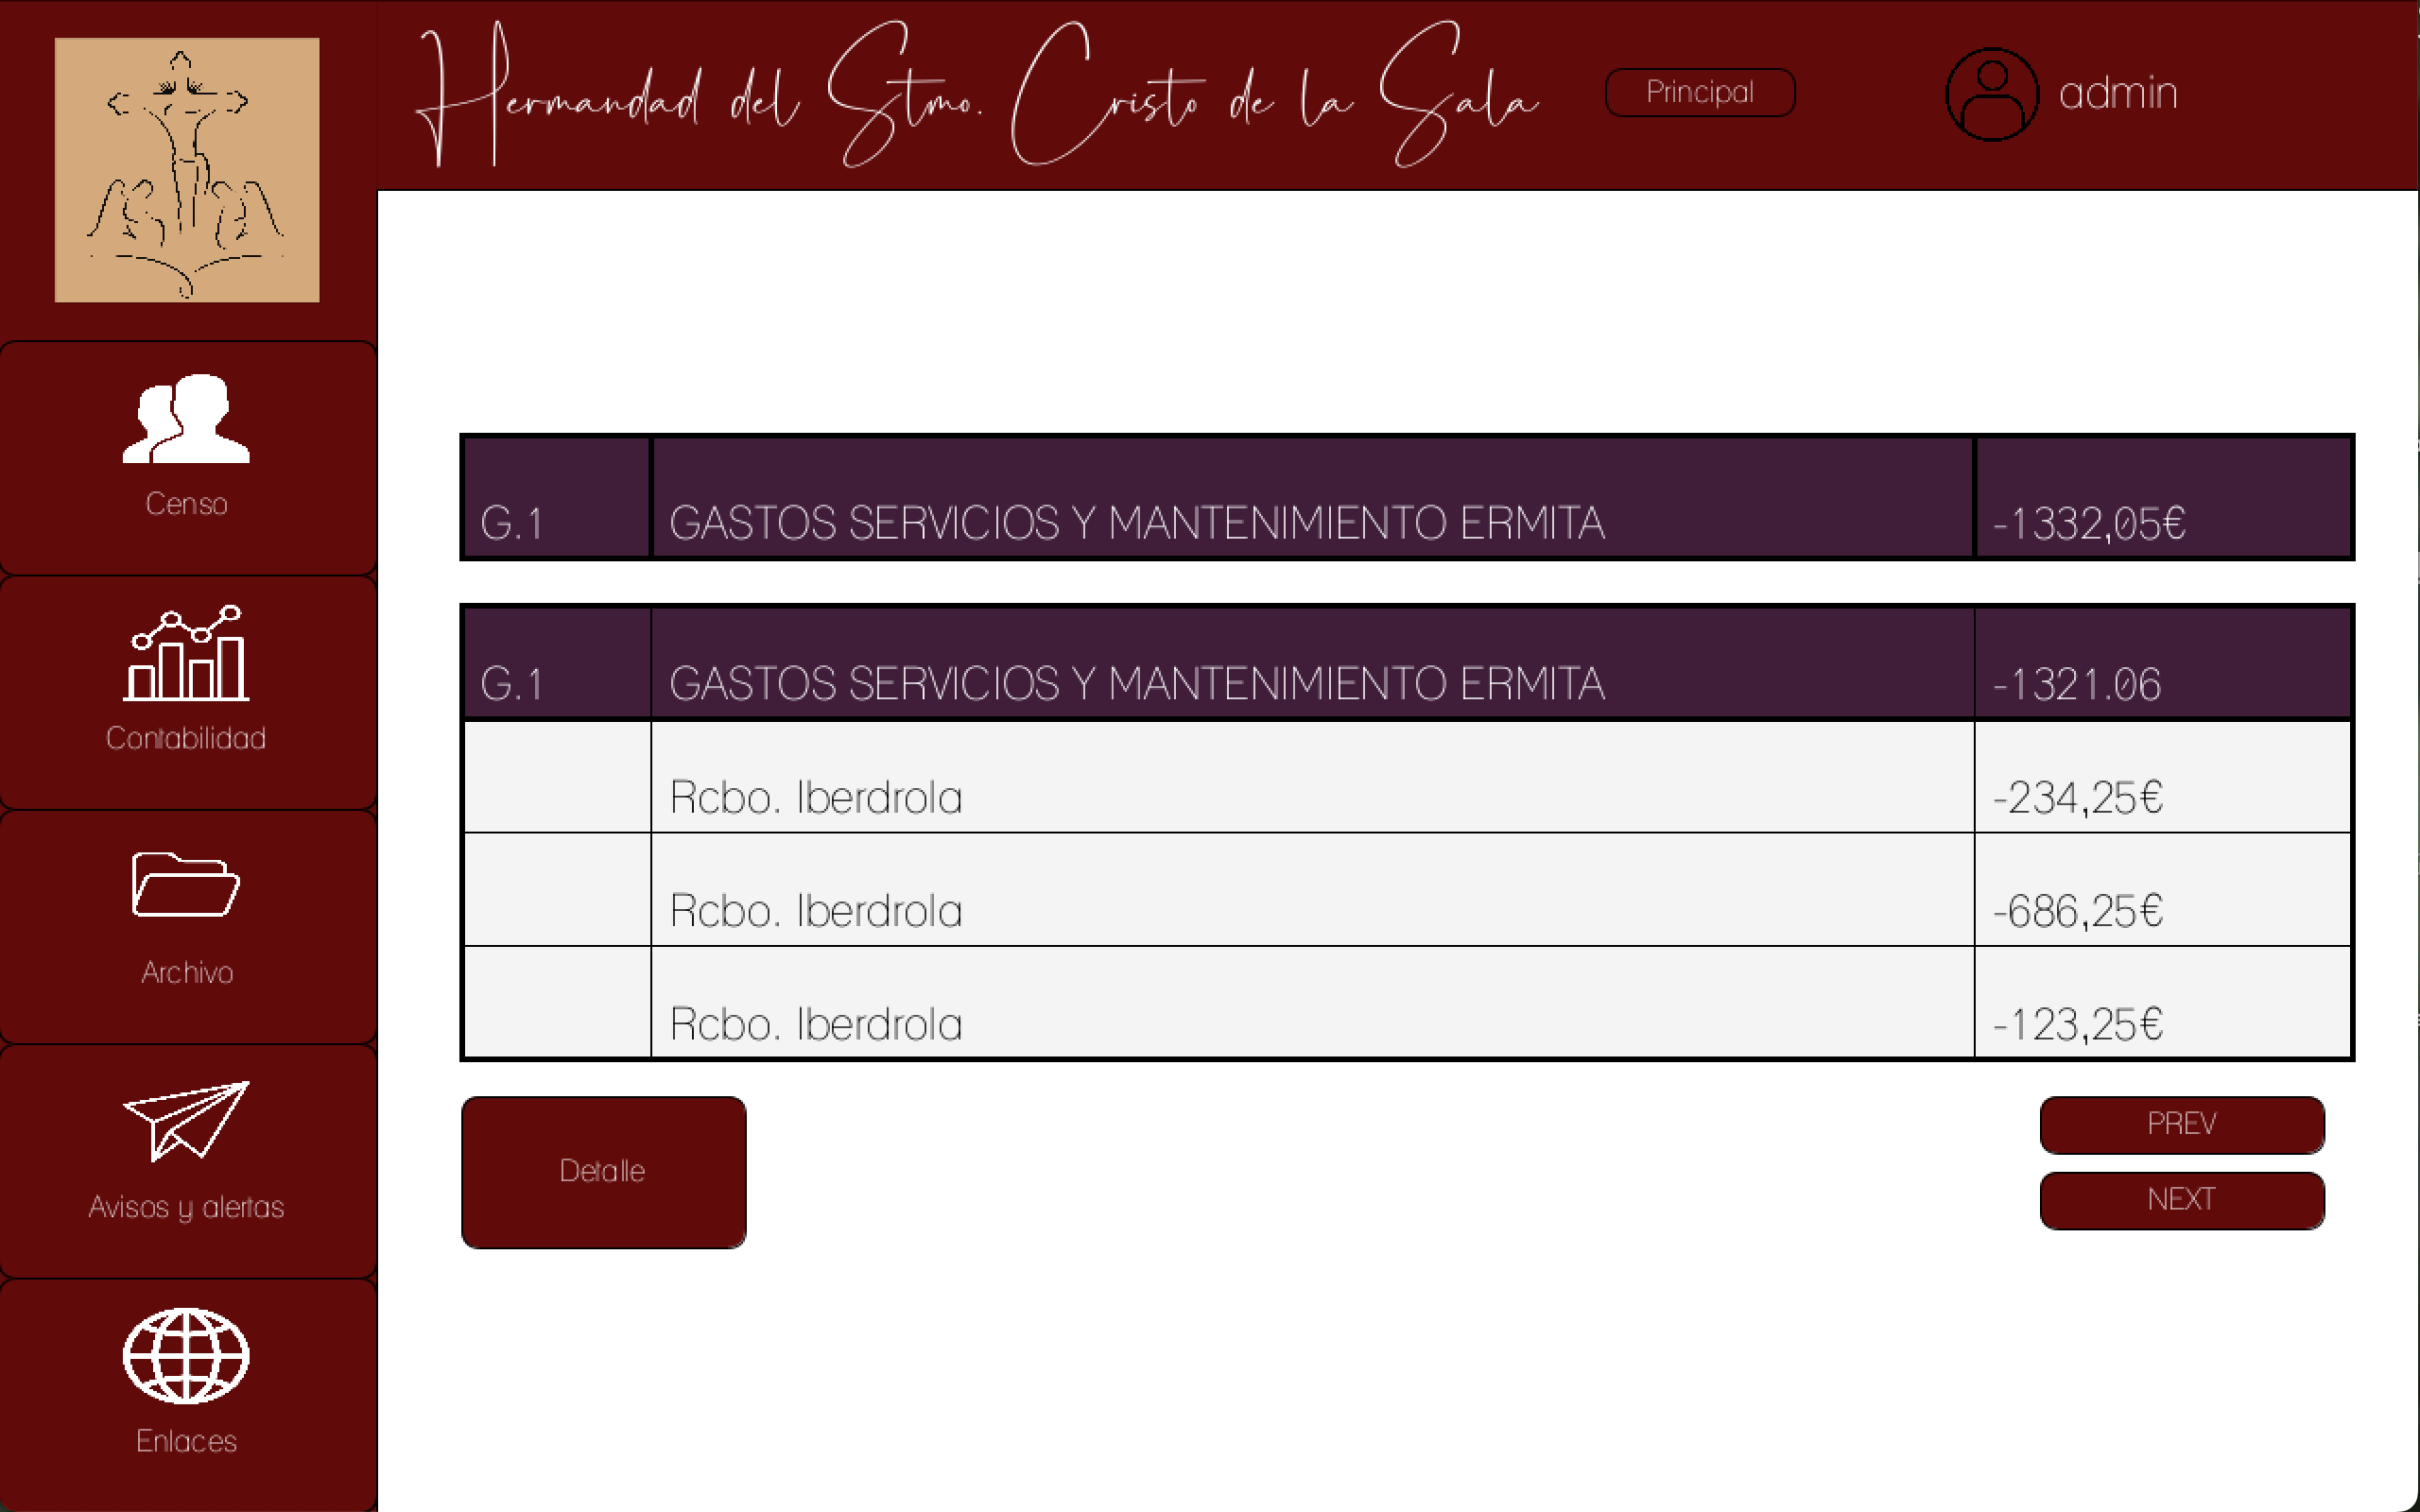 Hermandad del Stmo. Cristo de la Sala
Principal
admin
Censo
Contabilidad
Archivo
Avisos y alertas
Enlaces
G.1 GASTOS SERVICIOS Y MANTENIMIENTO ERMITA -1332,05€
G.1 GASTOS SERVICIOS Y MANTENIMIENTO ERMITA -1321.06
Rcbo. Iberdrola -234,25€
Rcbo. Iberdrola -686,25€
Rcbo. Iberdrola -123,25€
Detalle
PREV
NEXT